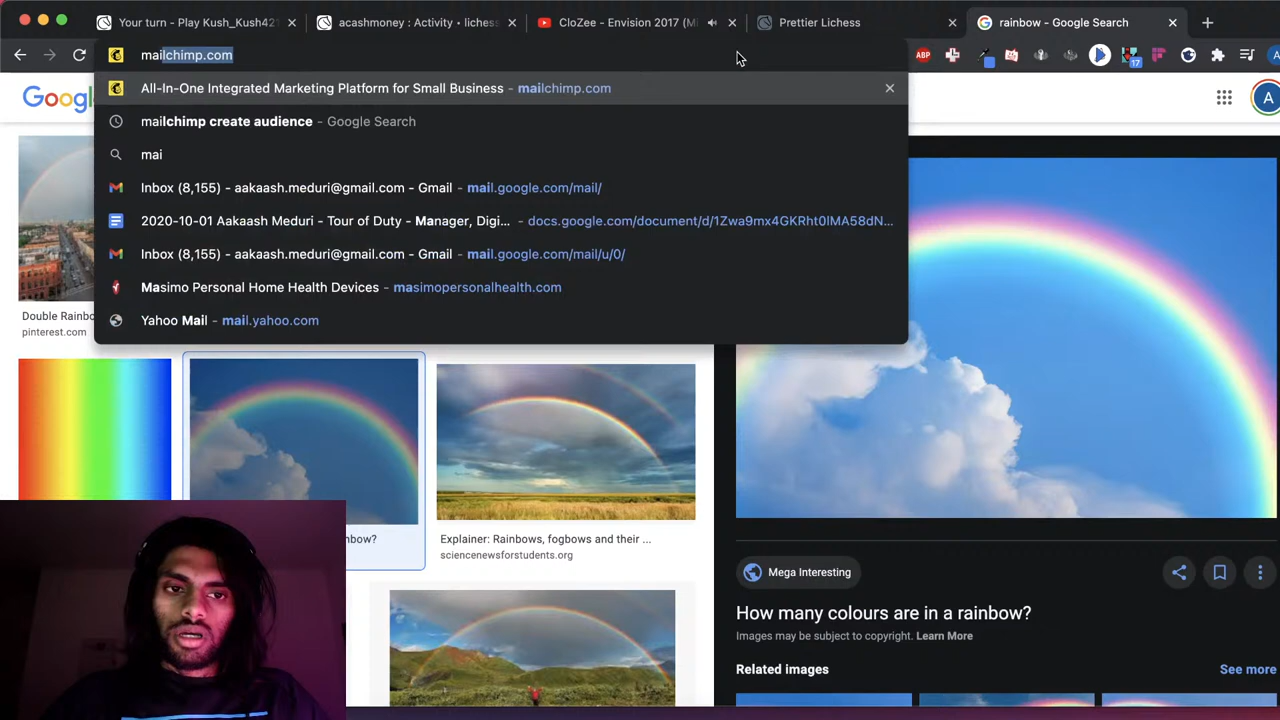 Your turn - Play Kush_Kush42
acashmoney : Activity • liches
CloZee - Envision 2017 (Mi
Prettier Lichess
rainbow - Google Search
mailchimp.com
ABP
17
A
All-In-One Integrated Marketing Platform for Small Business - mailchimp.com
mailchimp create audience - Google Search
mai
Inbox (8,155) - aakaash.meduri@gmail.com - Gmail - mail.google.com/mail/
2020-10-01 Aakaash Meduri - Tour of Duty - Manager, Digi... - docs.google.com/document/d/1Zwa9mx4GKRht0lMA58dN...
Inbox (8,155) - aakaash.meduri@gmail.com - Gmail - mail.google.com/mail/u/0/
Masimo Personal Home Health Devices - masimopersonalhealth.com
Yahoo Mail - mail.yahoo.com
Goo
A
Double Rainbo
pinterest.com
nbow?
Explainer: Rainbows, fogbows and their ...
sciencenewsforstudents.org
Mega Interesting
How many colours are in a rainbow?
Images may be subject to copyright. Learn More
Related images
See more